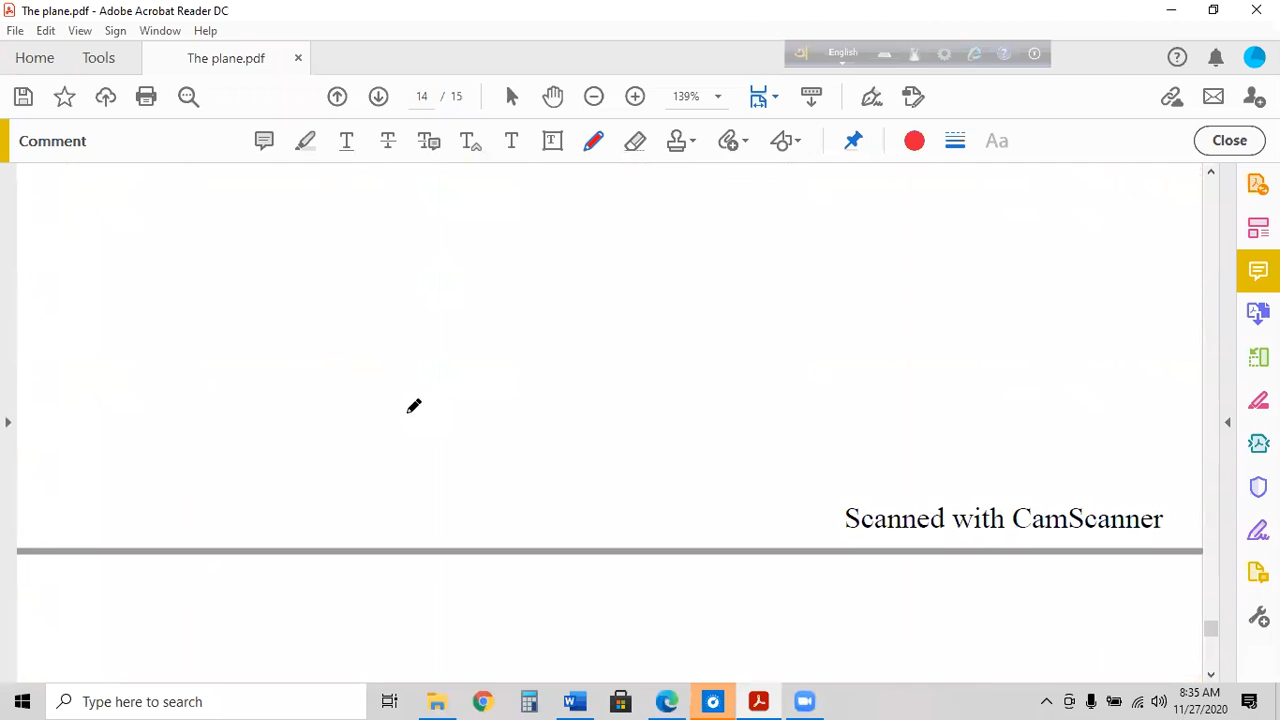 The plane.pdf - Adobe Acrobat Reader DC
File Edit View Sign Window Help
Home Tools The plane.pdf English
14 / 15 139%
Comment Aa Close
Scanned with CamScanner
Type here to search
8:35 AM
11/27/2020